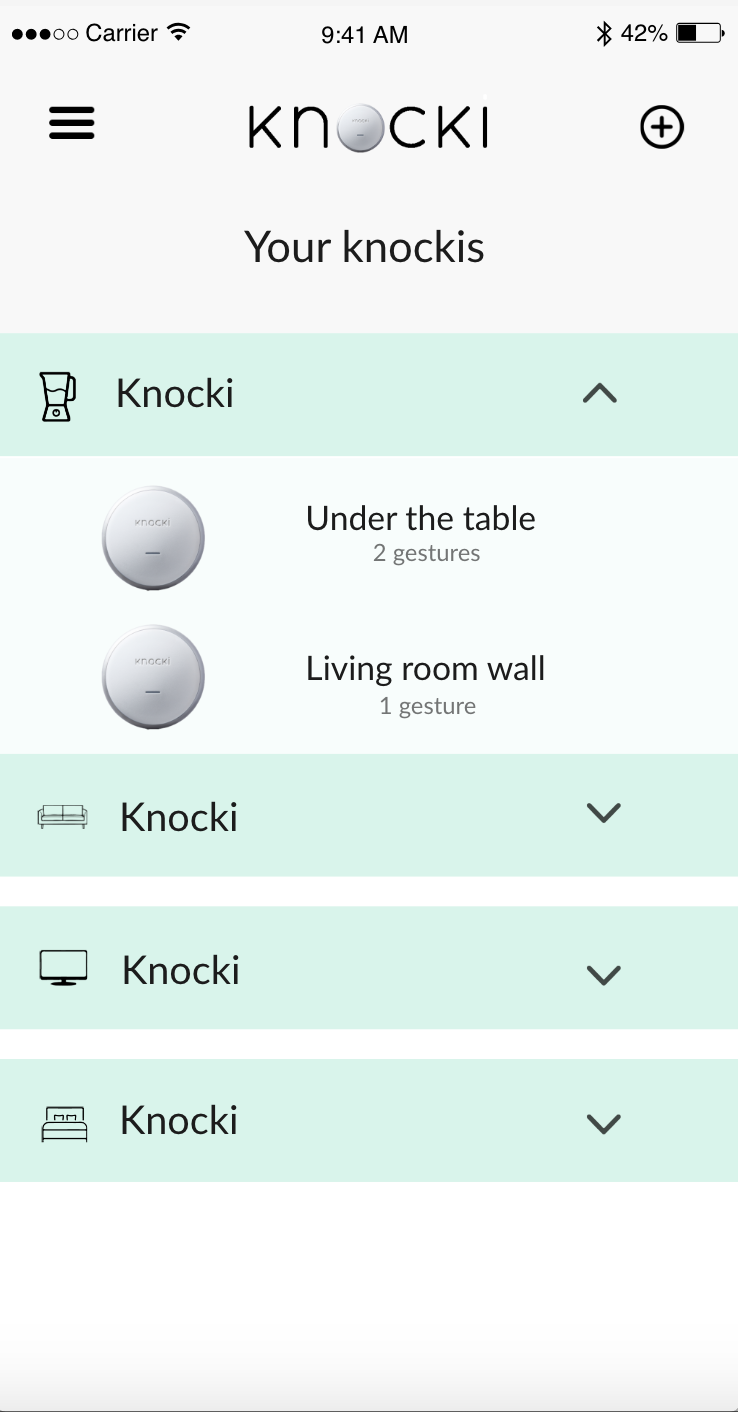 Carrier 9:41 AM 42%
KNOCKI
Your knockis
Knocki
knocki
Under the table
2 gestures
knocki
Living room wall
1 gesture
Knocki
Knocki
Knocki